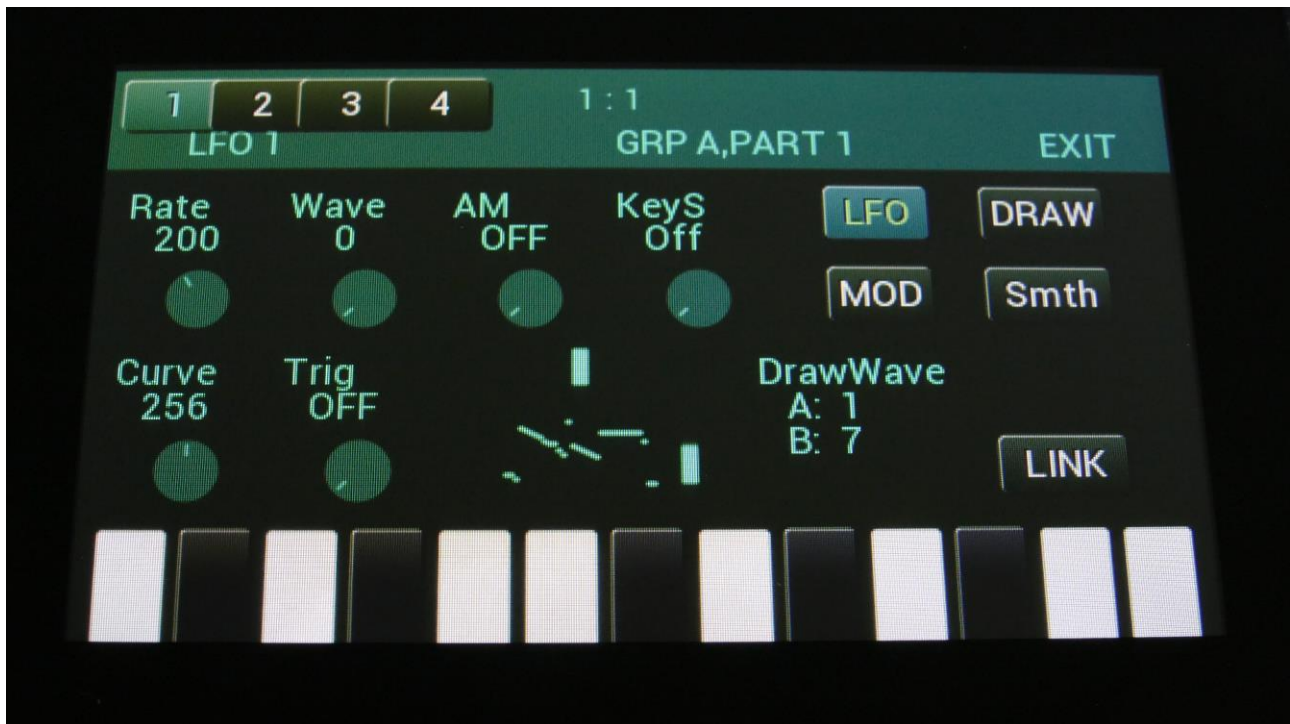 1 2 3 4 1:1
LFO 1 GRP A,PART 1 EXIT
Rate Wave AM KeyS LFO DRAW
200 0 OFF Off
MOD Smth
Curve Trig DrawWave
256 OFF A: 1
B: 7
LINK